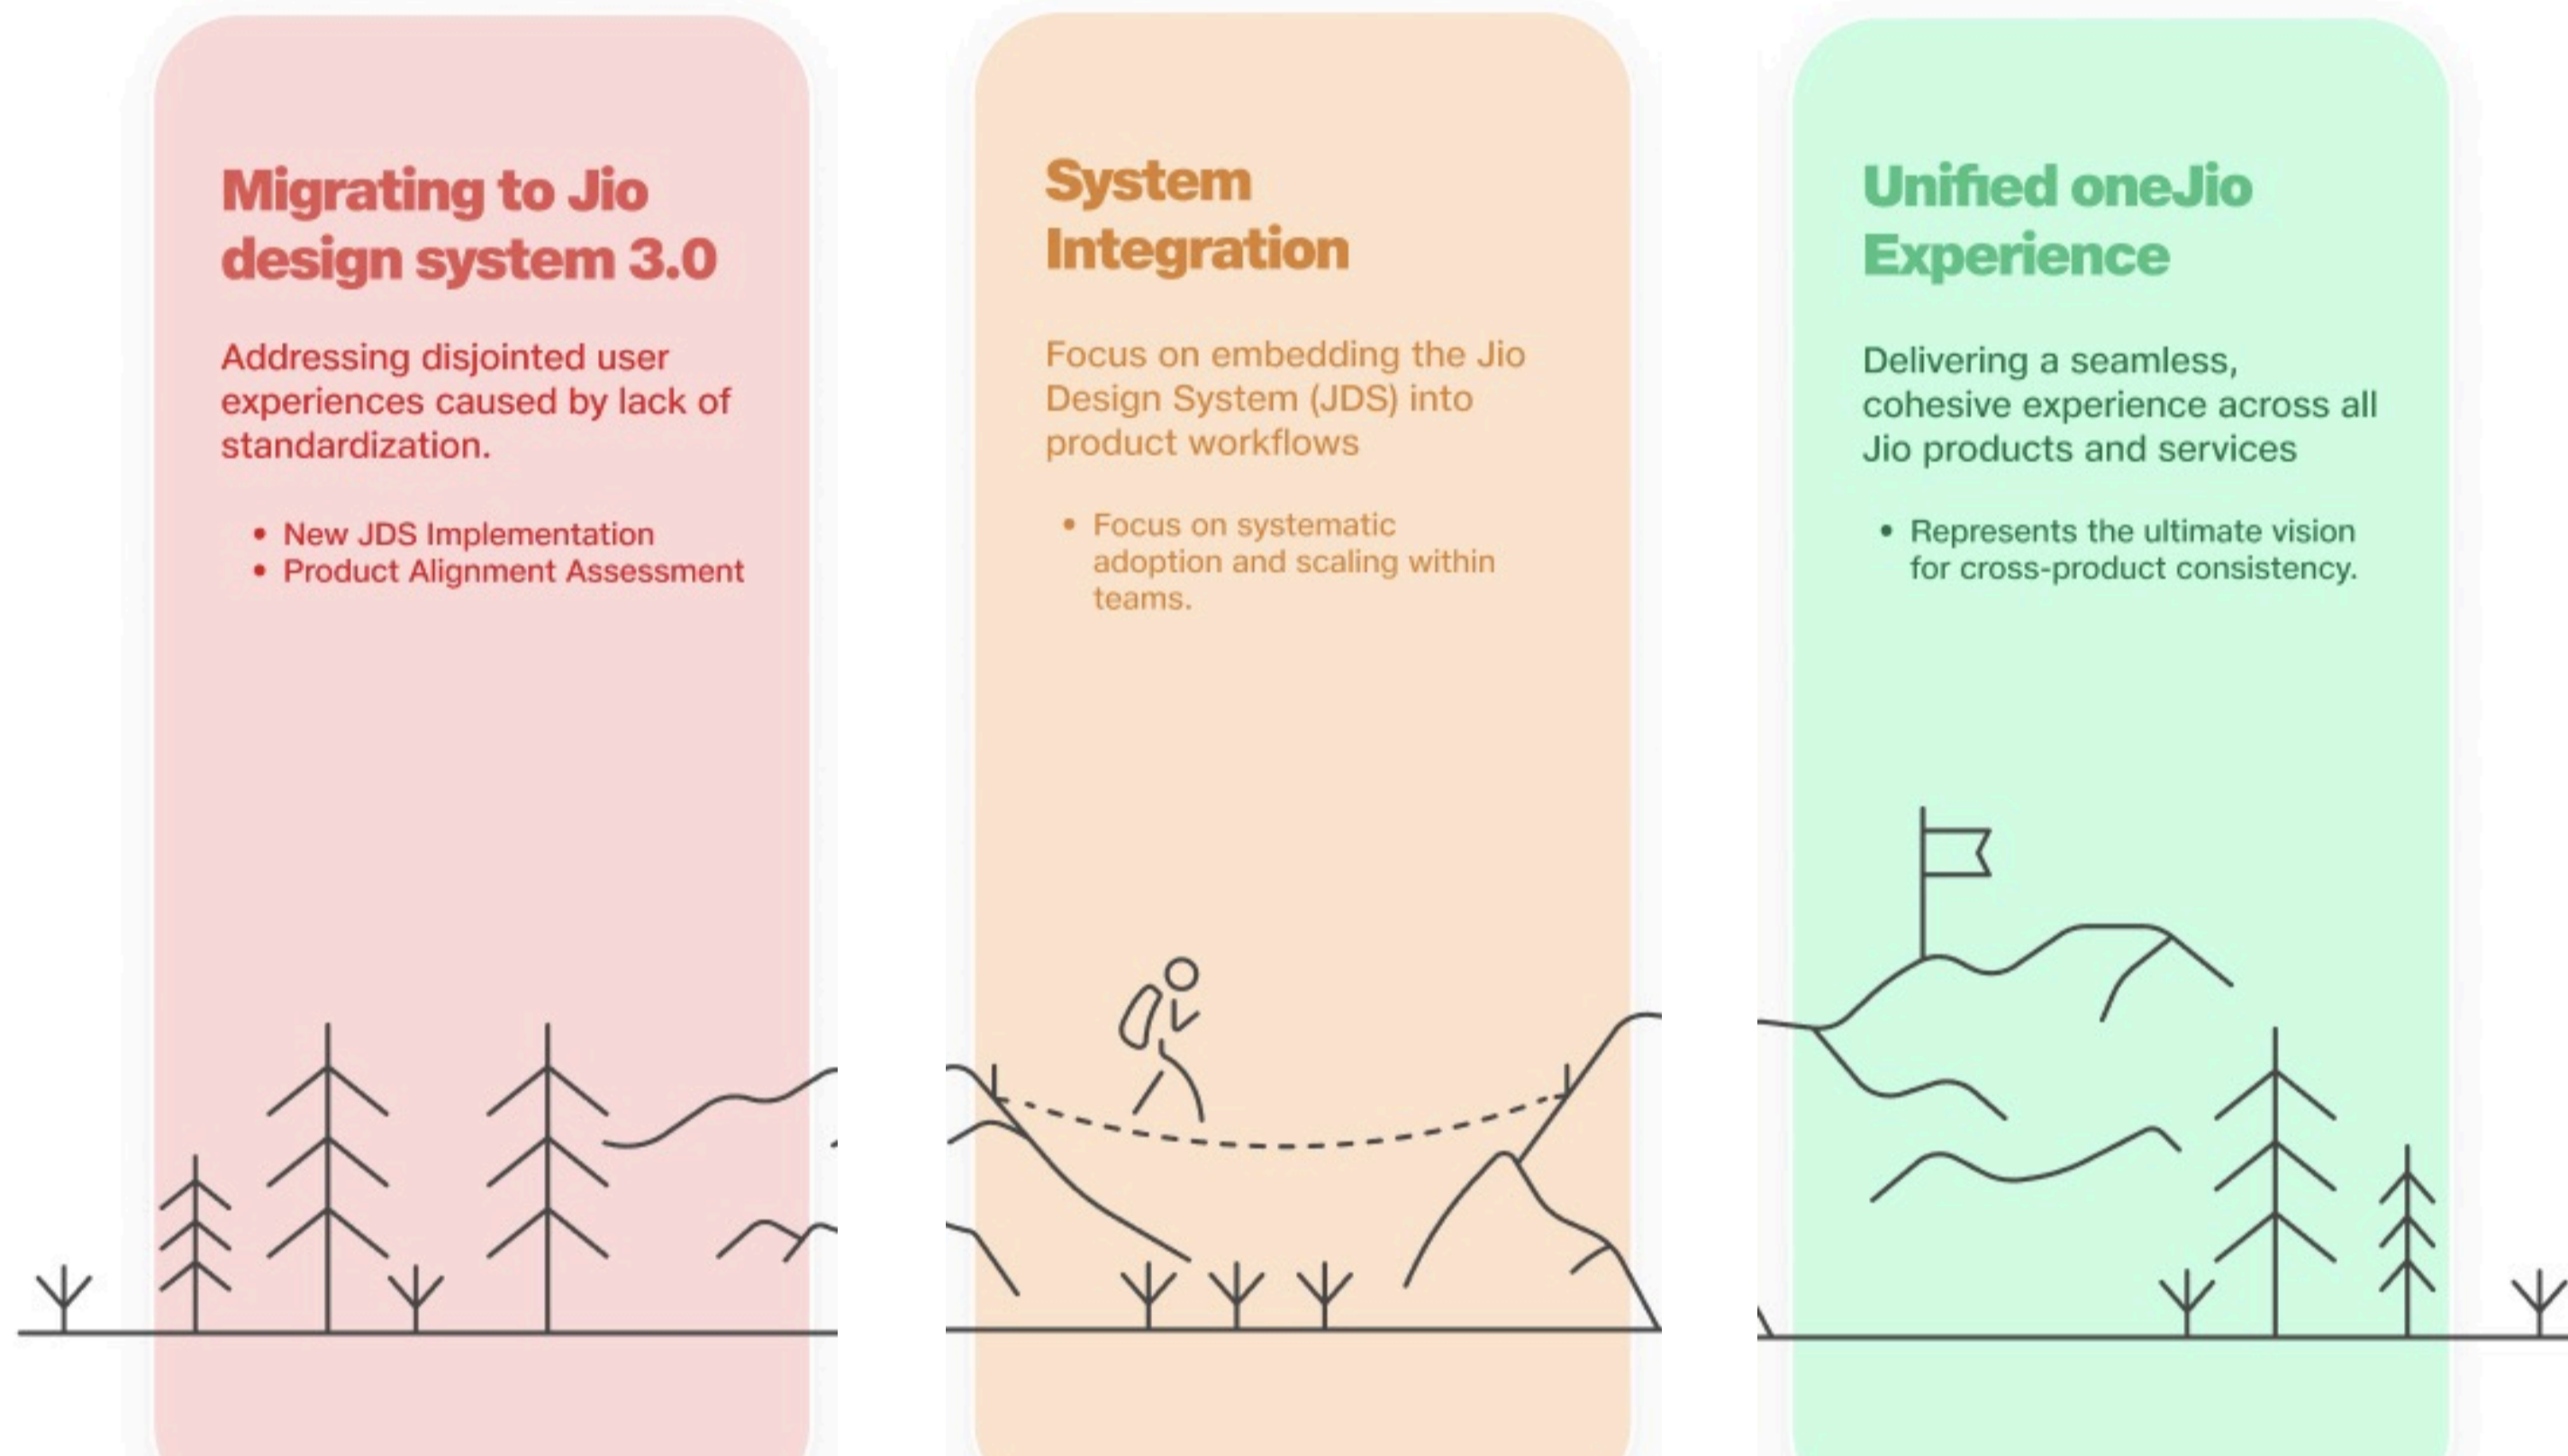 Migrating to Jio
design system 3.0
Addressing disjointed user
experiences caused by lack of
standardization.
• New JDS Implementation
• Product Alignment Assessment
System
Integration
Focus on embedding the Jio
Design System (JDS) into
product workflows
• Focus on systematic
adoption and scaling within
teams.
Unified oneJio
Experience
Delivering a seamless,
cohesive experience across all
Jio products and services
• Represents the ultimate vision
for cross-product consistency.